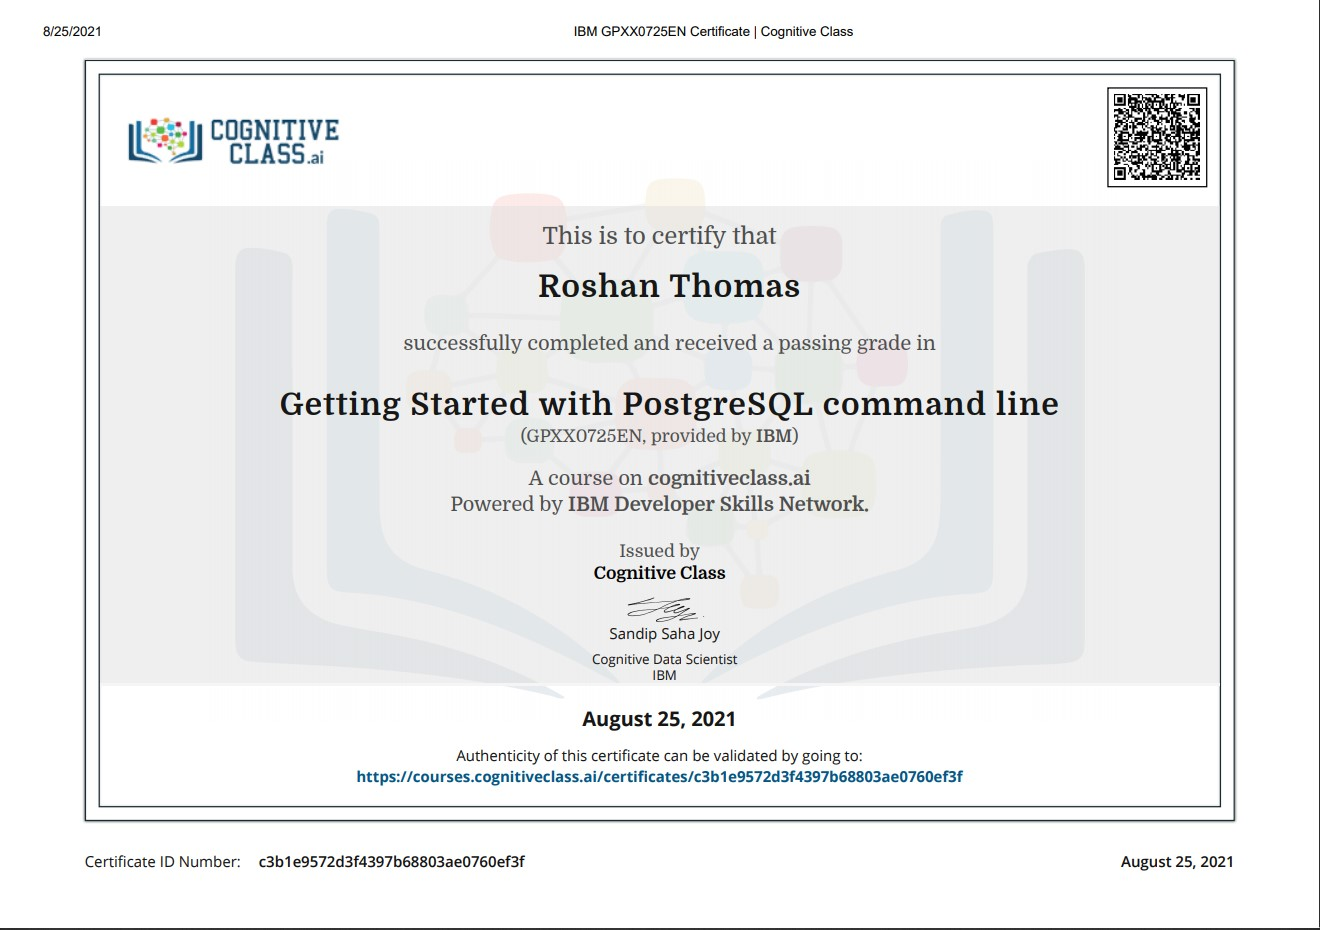 8/25/2021
IBM GPXX0725EN Certificate | Cognitive Class
COGNITIVE
CLASS.ai
This is to certify that
Roshan Thomas
successfully completed and received a passing grade in
Getting Started with PostgreSQL command line
(GPXX0725EN, provided by IBM)
A course on cognitiveclass.ai
Powered by IBM Developer Skills Network.
Issued by
Cognitive Class
Sandip Saha Joy
Cognitive Data Scientist
IBM
August 25, 2021
Authenticity of this certificate can be validated by going to:
https://courses.cognitiveclass.ai/certificates/c3b1e9572d3f4397b68803ae0760ef3f
Certificate ID Number: c3b1e9572d3f4397b68803ae0760ef3f
August 25, 2021